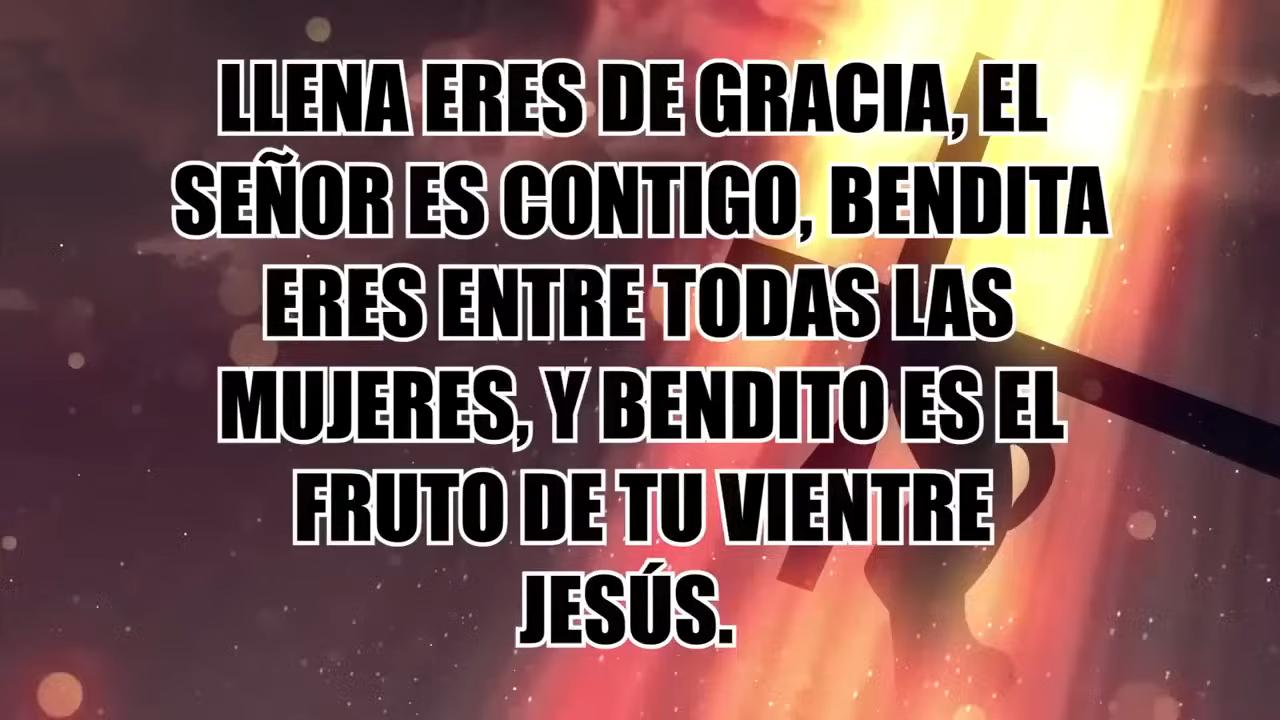 LLENA ERES DE GRACIA, EL
SEÑOR ES CONTIGO, BENDITA
ERES ENTRE TODAS LAS
MUJERES, Y BENDITO ES EL
FRUTO DE TU VIENTRE
JESÚS.